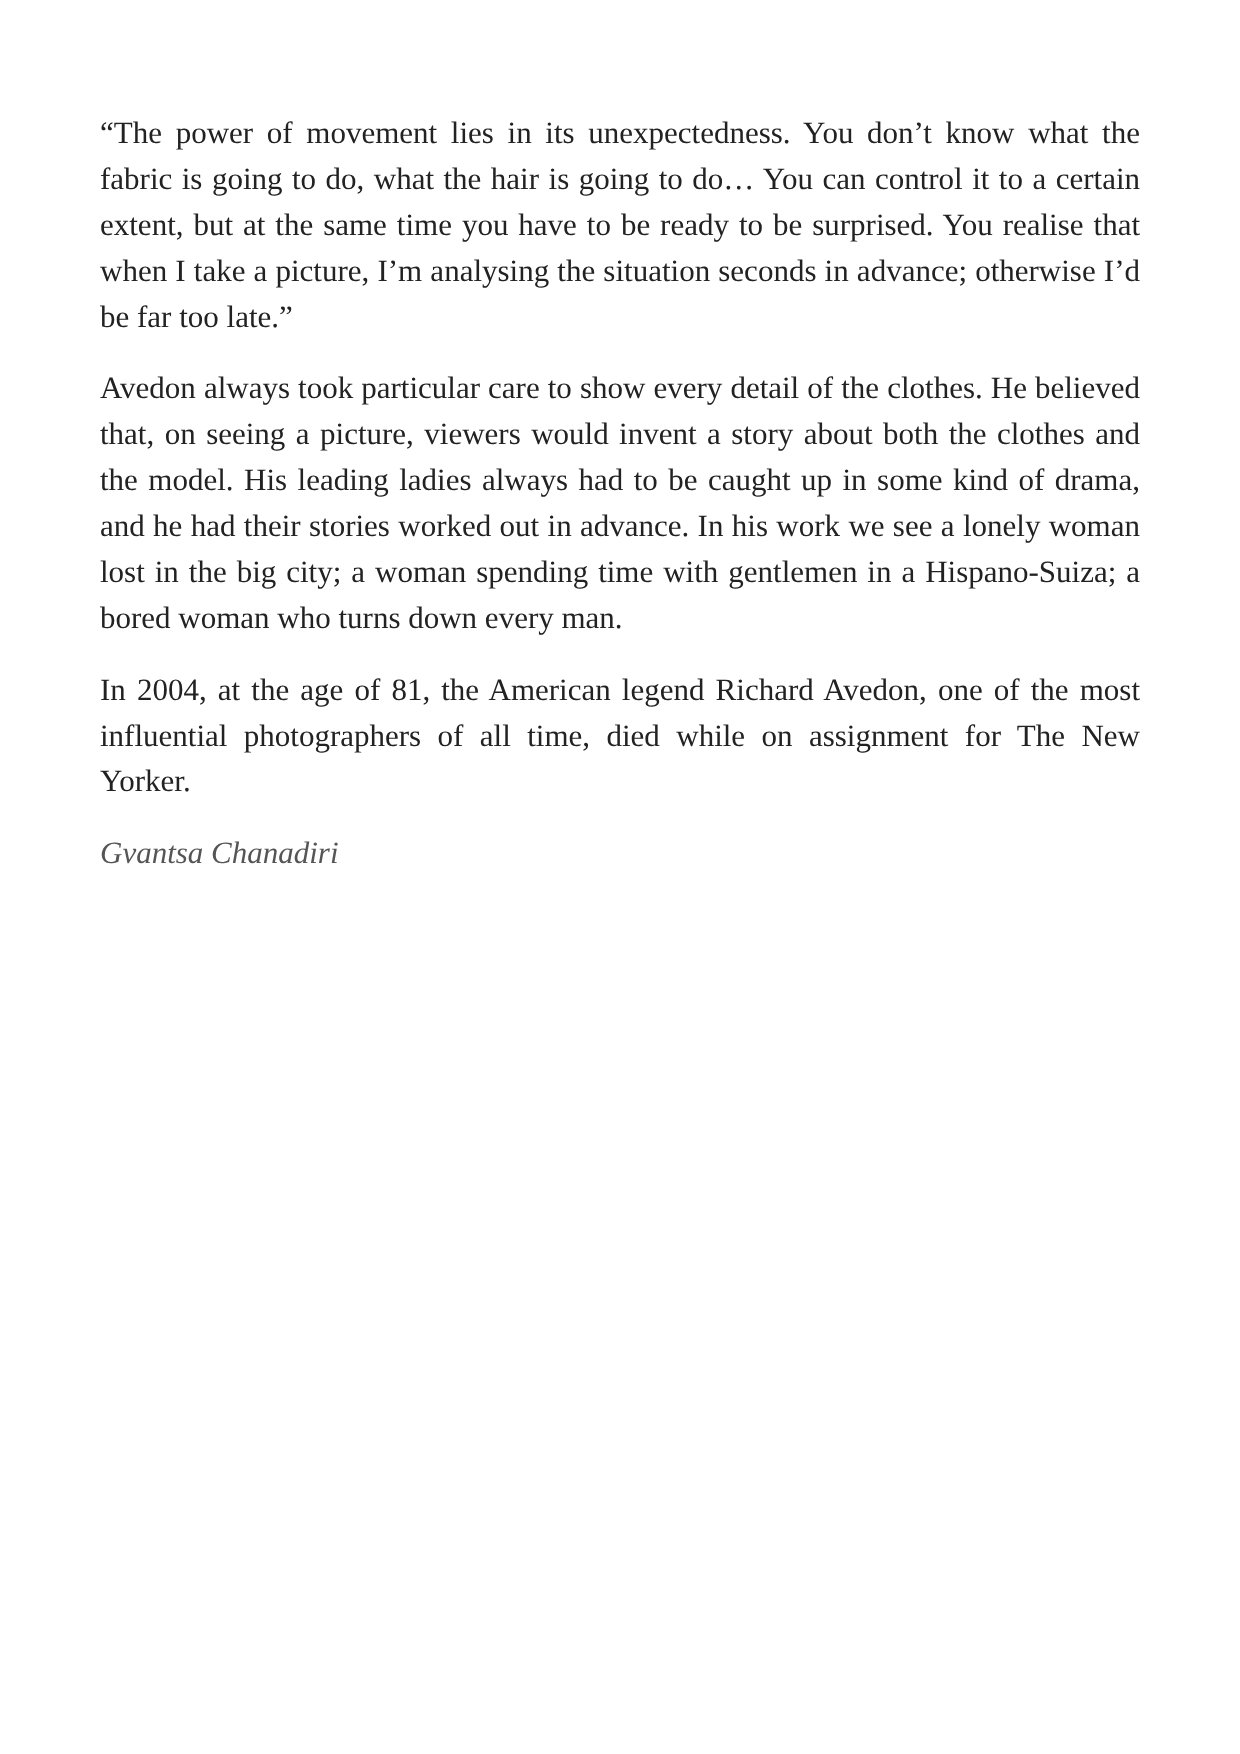 “The power of movement lies in its unexpectedness. You don’t know what the
fabric is going to do, what the hair is going to do… You can control it to a certain
extent, but at the same time you have to be ready to be surprised. You realise that
when I take a picture, I’m analysing the situation seconds in advance; otherwise I’d
be far too late.”
Avedon always took particular care to show every detail of the clothes. He believed
that, on seeing a picture, viewers would invent a story about both the clothes and
the model. His leading ladies always had to be caught up in some kind of drama,
and he had their stories worked out in advance. In his work we see a lonely woman
lost in the big city; a woman spending time with gentlemen in a Hispano-Suiza; a
bored woman who turns down every man.
In 2004, at the age of 81, the American legend Richard Avedon, one of the most
influential photographers of all time, died while on assignment for The New
Yorker.
Gvantsa Chanadiri